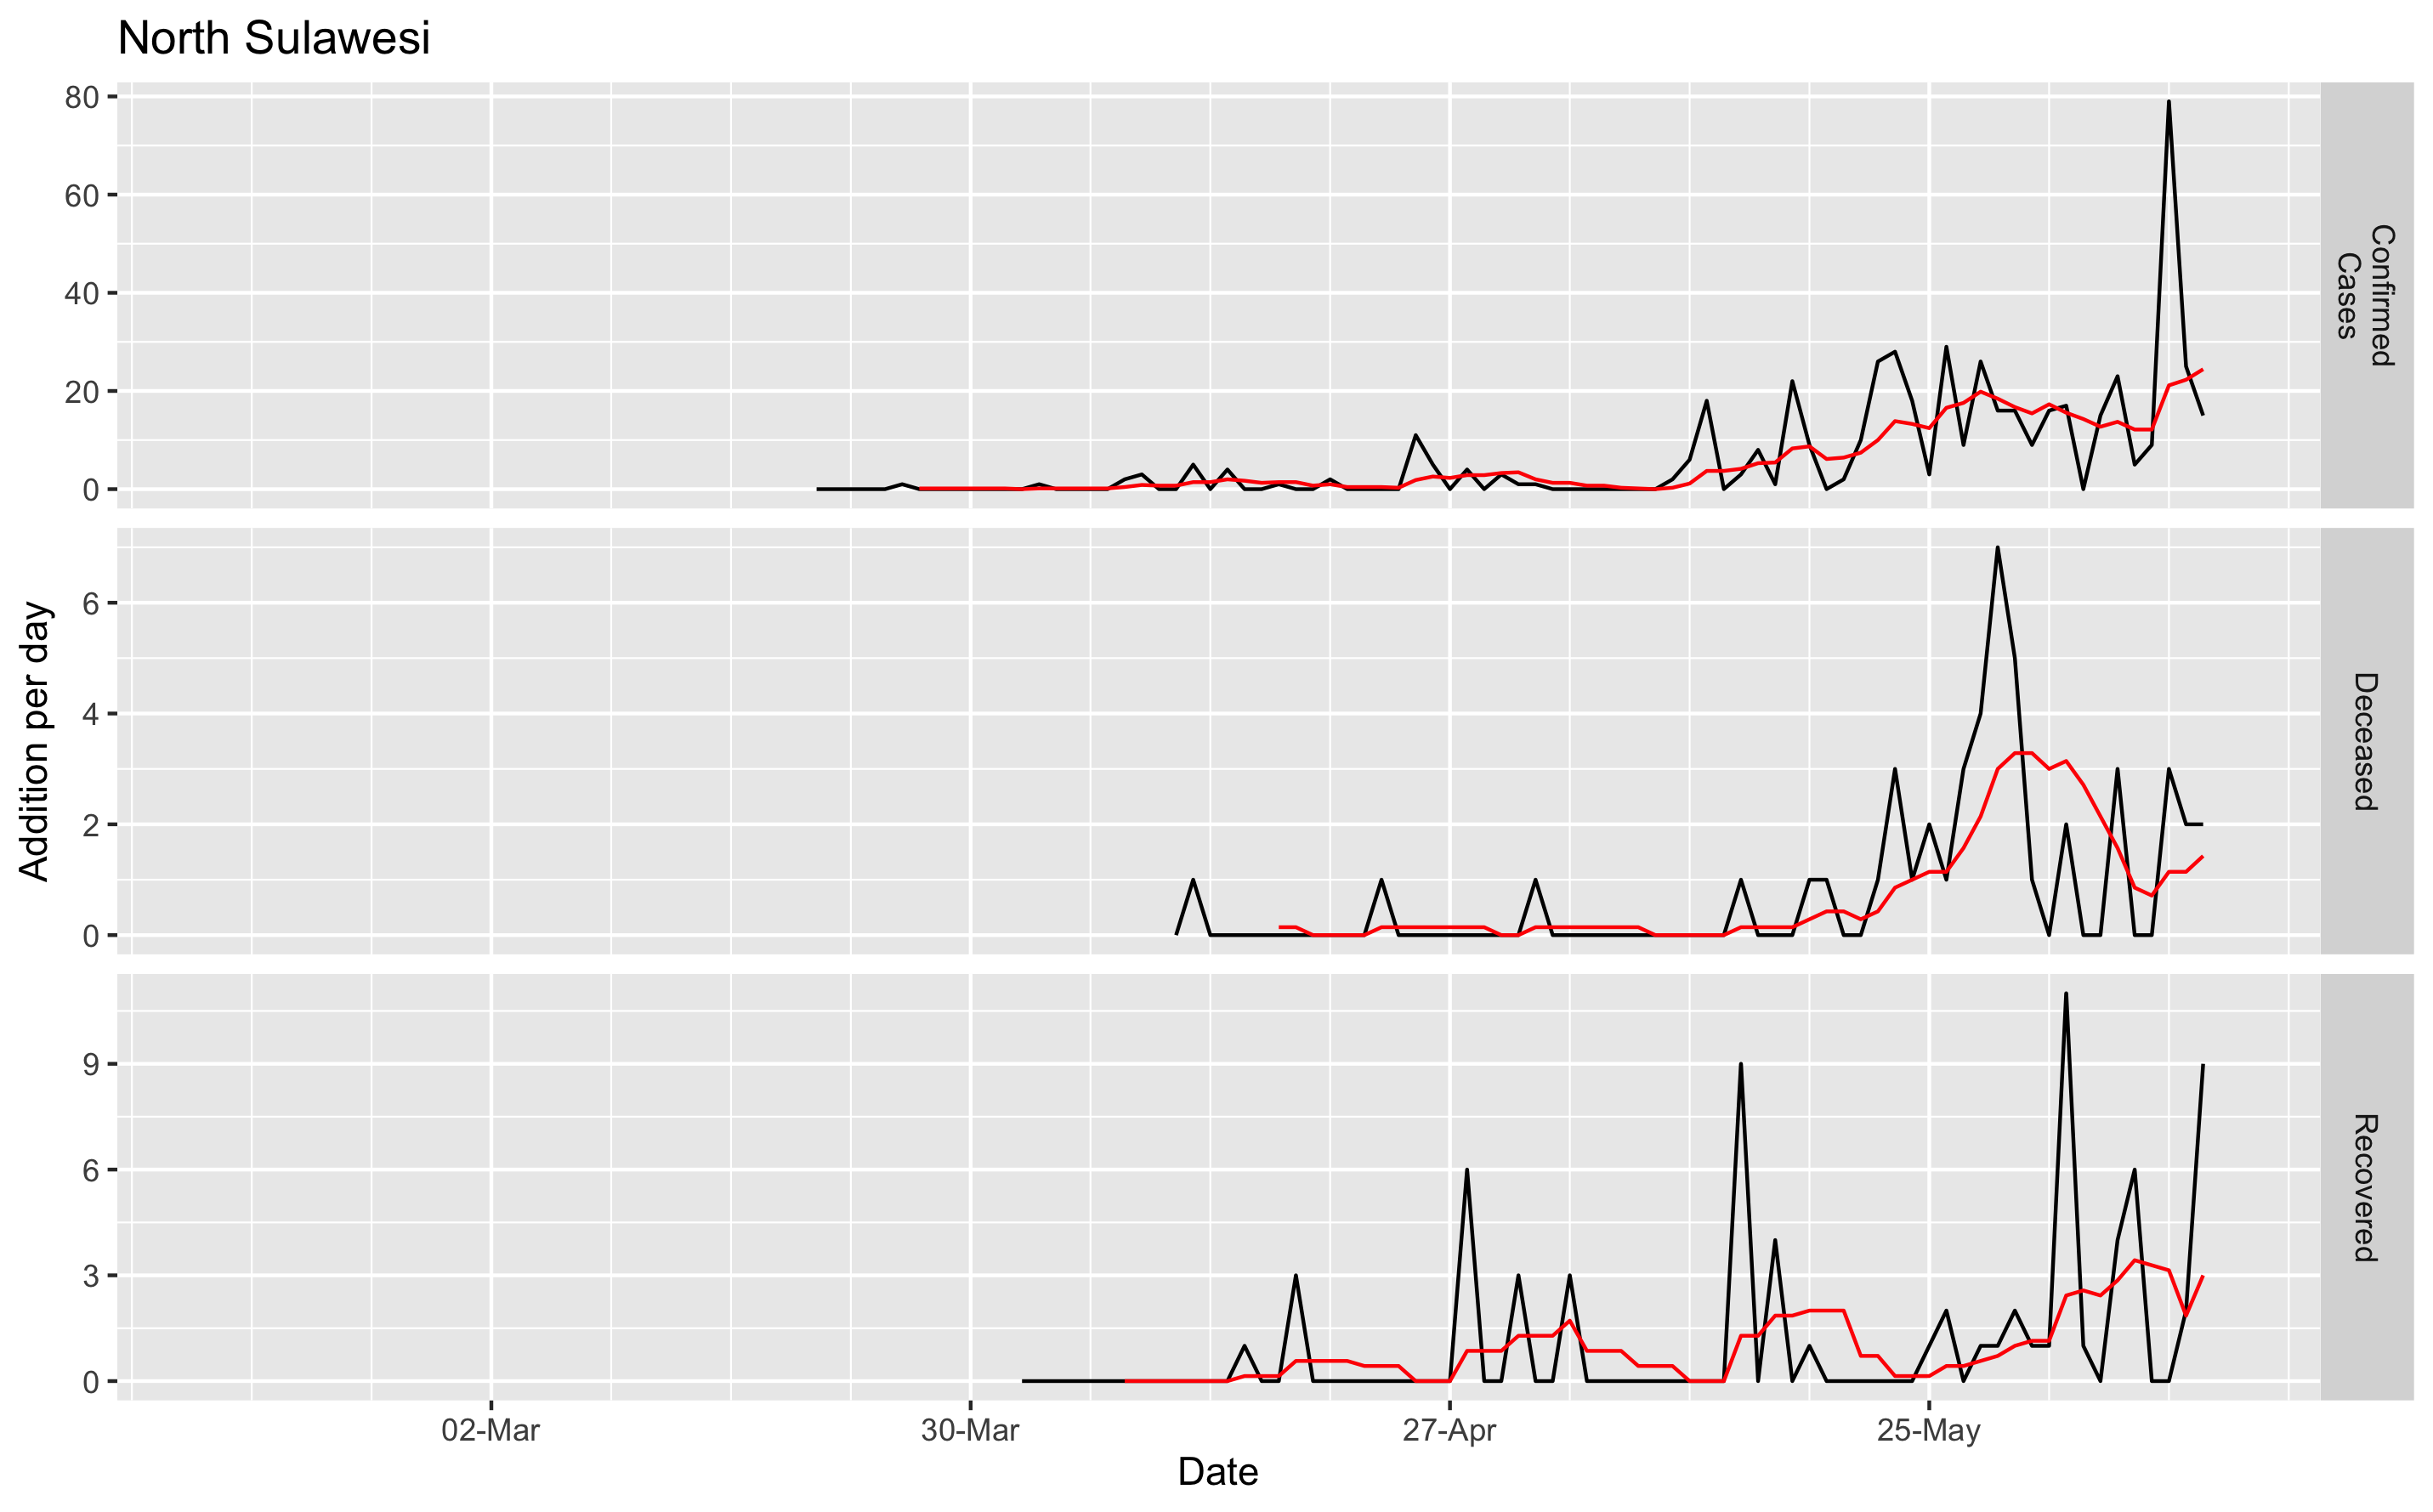 North Sulawesi
80
60
40
20
0
Confirmed
Cases
6
4
2
0
Deceased
9
6
3
0
Recovered
Addition per day
02-Mar
30-Mar
27-Apr
25-May
Date